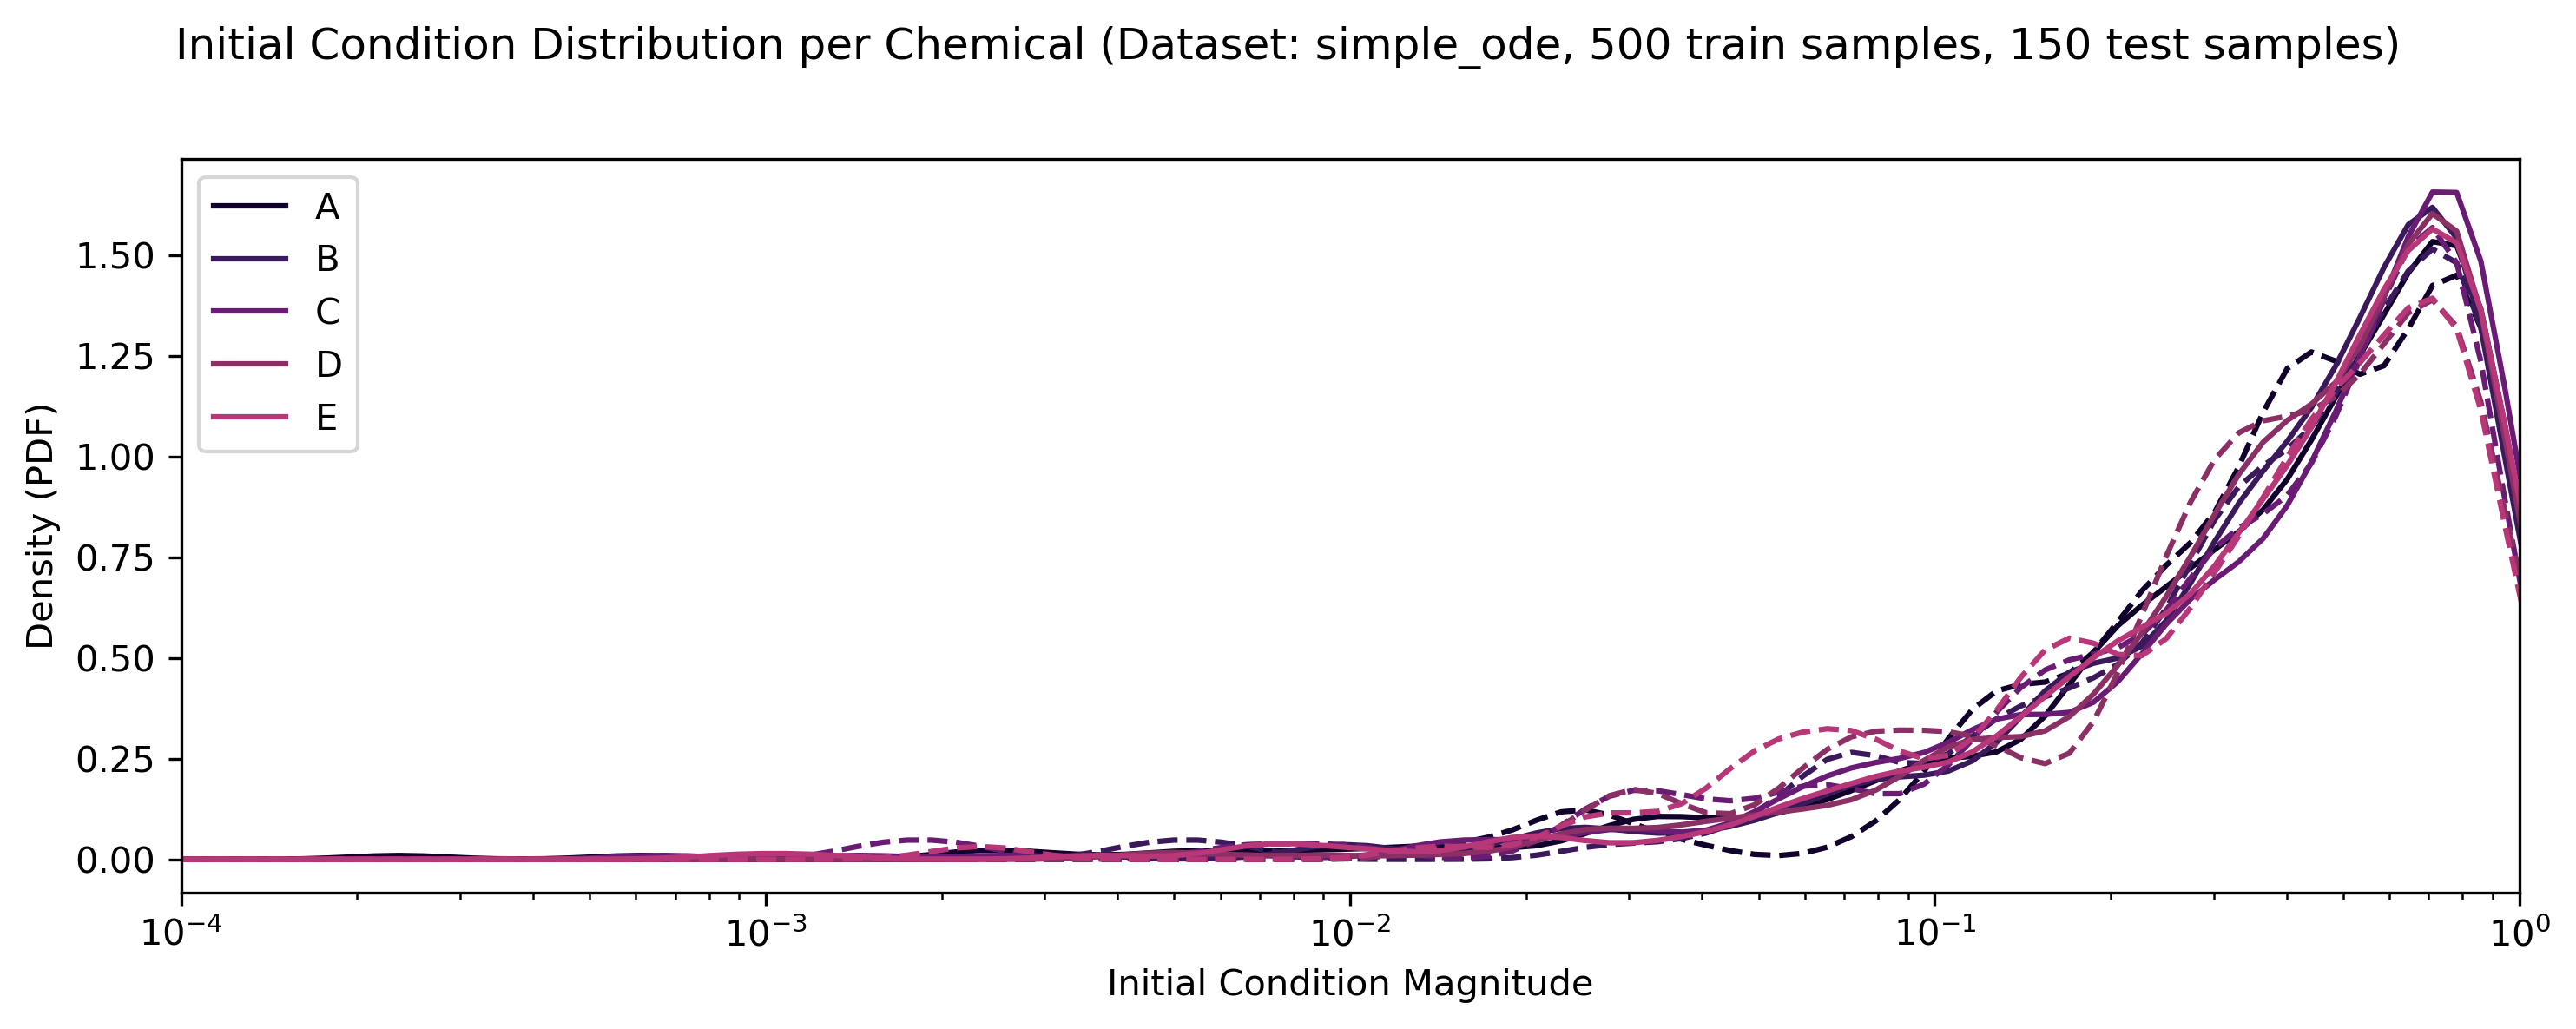 Initial Condition Distribution per Chemical (Dataset: simple_ode, 500 train samples, 150 test samples)
A
B
C
D
E
Density (PDF)
1.50
1.25
1.00
0.75
0.50
0.25
0.00
10⁻⁴ 10⁻³ 10⁻² 10⁻¹ 10⁰
Initial Condition Magnitude